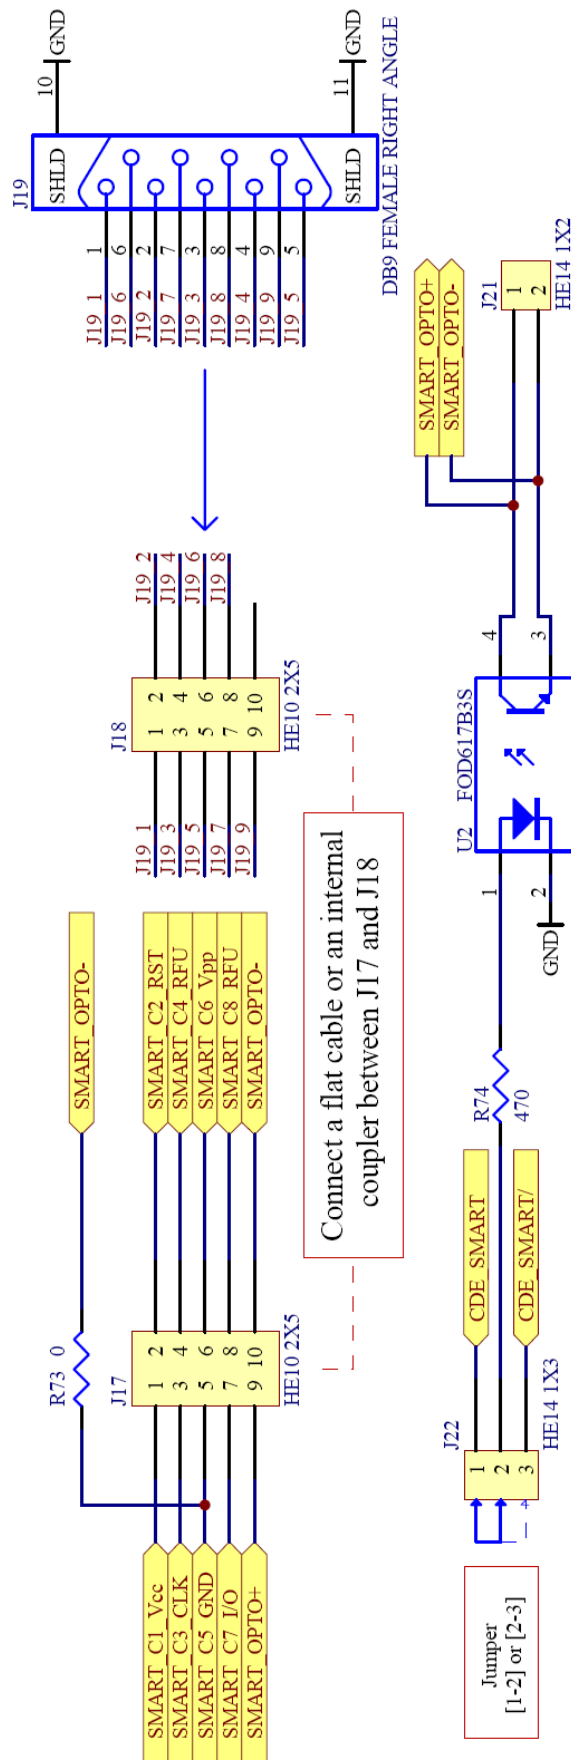 SMART_C1_Vcc
SMART_C3_CLK
SMART_C5_GND
SMART_C7_I/O
SMART_OPTO+
R73 0
J17
1 2
3 4
5 6
7 8
9 10
HE10 2X5
SMART_OPTO-
SMART_C2_RST
SMART_C4_RFU
SMART_C6_Vpp
SMART_C8_RFU
SMART_OPTO-
Connect a flat cable or an internal
coupler between J17 and J18
J19_1
J19_3
J19_5
J19_7
J19_9
J18
1 2
3 4
5 6
7 8
9 10
HE10 2X5
J19_2
J19_4
J19_6
J19_8
J19_1 1
J19_6 6
J19_2 2
J19_7 7
J19_3 3
J19_8 8
J19_4 4
J19_9 9
J19_5 5
J19
SHLD
SHLD
10
GND
11
GND
DB9 FEMALE RIGHT ANGLE
Jumper
[1-2] or [2-3]
J22
1
2
3
HE14 1X3
CDE_SMART
CDE_SMART/
R74
470
1
2
GND
U2
FOD617B3S
4
3
SMART_OPTO+
SMART_OPTO-
J21
1
2
HE14 1X2